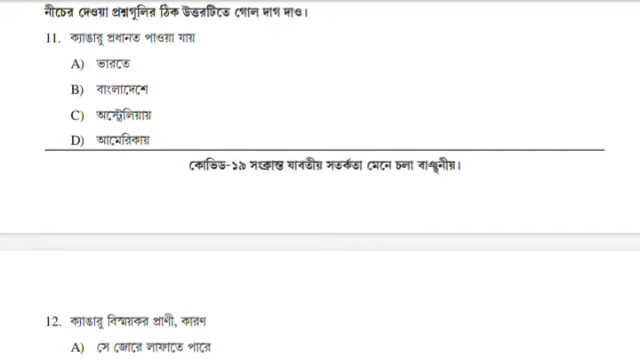 নীচের দেওয়া প্রশ্নগুলির ঠিক উত্তরটিতে গোল দাগ দাও।
11. ক্যাঙারু প্রধানত পাওয়া যায়
A) ভারতে
B) বাংলাদেশে
C) অস্ট্রেলিয়ায়
D) আমেরিকায়
কোভিড-১৯ সংক্রান্ত যাবতীয় সতর্কতা মেনে চলা বাঞ্ছনীয়।
12. ক্যাঙারু বিস্ময়কর প্রাণী, কারণ
A) সে জোরে লাফাতে পারে